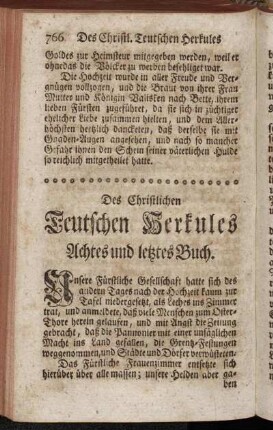 766 Des Christl. Teutschen Herkules
Goldes zur Heimsteur mitgegeben werden, weil er
ohnedas die Völcker zu werben befehliget war.
Die Hochzeit wurde in aller Freude und Ver-
gnügen vollzogen, und die Braut von ihrer Frau
Mutter und Königin Valisken nach Bette, ihrem
lieben Fürsten zugeführet, da sie sich in züchtiger
ehelicher Liebe zusammen hielten, und dem Aller-
höchsten hertzlich danckten, daß derselbe sie mit
Gnaden-Augen angesehen, und nach so mancher
Gefahr ihnen den Schein seiner väterlichen Hulde
so reichlich mitgetheilet hatte.
Des Christlichen
Teutschen Herkules
Achtes und letztes Buch.
Unsere Fürstliche Gesellschaft hatte sich des
andern Tages nach der Hochzeit kaum zur
Tafel niedergesetzt, als Leches ins Zimmer
trat, und anmeldete, daß viele Menschen zum Oster-
Thore herein gelaufen, und mit Angst die Zeitung
gebracht, daß die Pannonier mit einer unsäglichen
Macht ins Land gefallen, die Grentz-Festungen
weggenommen, und Städte und Dörfer verwüsteten.
Das Fürstliche Frauenzimmer entsetzte sich
hierüber über alle massen; unsere Helden aber ga-
ben